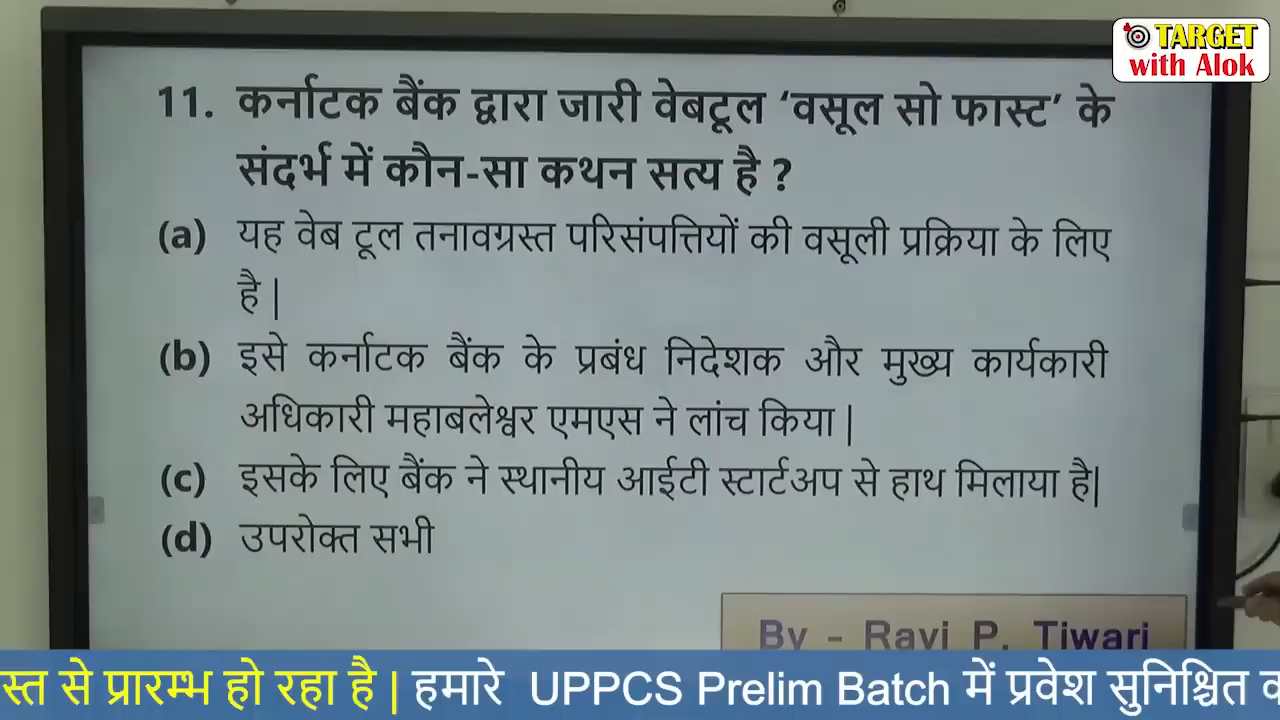 TARGET
with Alok
11. कर्नाटक बैंक द्वारा जारी वेबटूल ‘वसूल सो फास्ट’ के
संदर्भ में कौन-सा कथन सत्य है ?
(a) यह वेब टूल तनावग्रस्त परिसंपत्तियों की वसूली प्रक्रिया के लिए
है |
(b) इसे कर्नाटक बैंक के प्रबंध निदेशक और मुख्य कार्यकारी
अधिकारी महाबलेश्वर एमएस ने लांच किया |
(c) इसके लिए बैंक ने स्थानीय आईटी स्टार्टअप से हाथ मिलाया है|
(d) उपरोक्त सभी
By - Ravi P. Tiwari
से प्रारम्भ हो रहा है | हमारे UPPCS Prelim Batch में प्रवेश सुनिश्चित